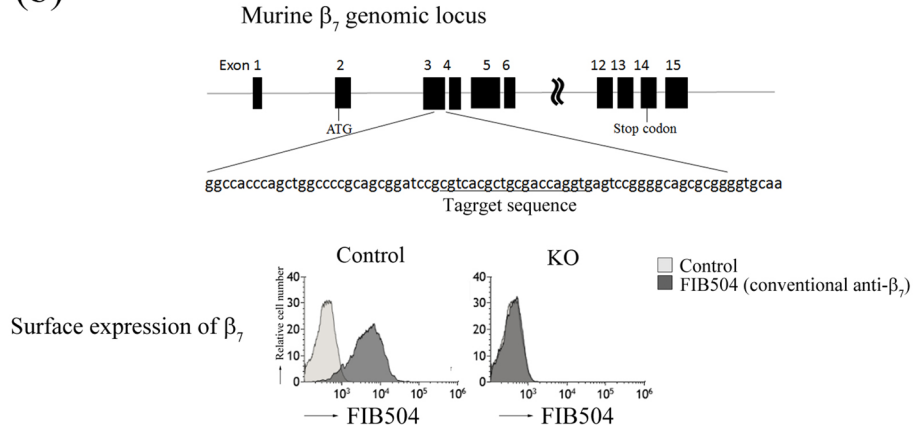 Murine β7 genomic locus
Exon 1 2 3 4 5 6 12 13 14 15
ATG Stop codon
ggccacccagctggccccgcagcggatccgcgtcacgctgcgaccaggtgagtccggggcagcgcggggtgcaa
Tagrget sequence
Control KO
Control
FIB504 (conventional anti-β7)
Surface expression of β7
Relative cell number
40 30 20 10 0
10³ 10⁴ 10⁵ 10⁶
FIB504
40 30 20 10 0
10³ 10⁴ 10⁵ 10⁶
FIB504